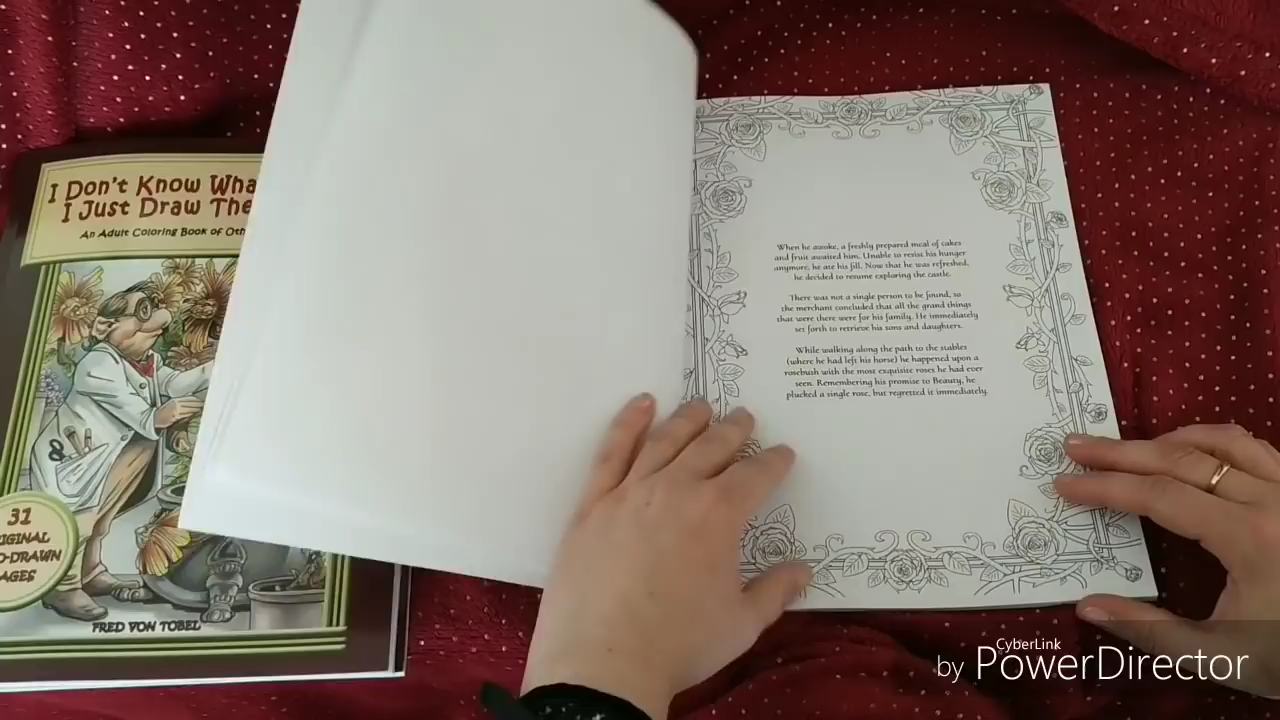 I Don't Know Wha
I Just Draw The
An Adult Coloring Book of Oth
31
IGINAL
D-DRAWN
AGES
FRED VON TOBEL
When he awoke, a freshly prepared meal of cakes
and fruit awaited him. Unable to resist his hunger
anymore, he ate his fill. Now that he was refreshed,
he decided to resume exploring the castle.
There was not a single person to be found, so
the merchant concluded that all the grand things
that were there were for his family. He immediately
set forth to retrieve his sons and daughters.
While walking along the path to the stables
(where he had left his horse) he happened upon a
rosebush with the most exquisite roses he had ever
seen. Remembering his promise to Beauty, he
plucked a single rose, but regretted it immediately.
CyberLink
by PowerDirector